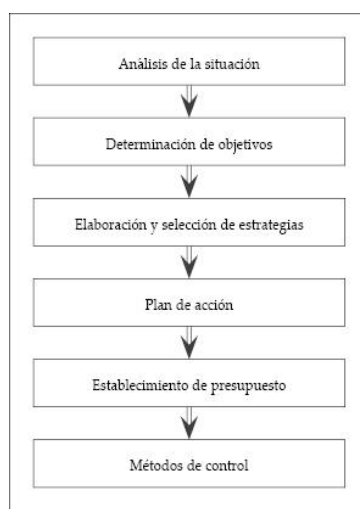 Análisis de la situación
Determinación de objetivos
Elaboración y selección de estrategias
Plan de acción
Establecimiento de presupuesto
Métodos de control